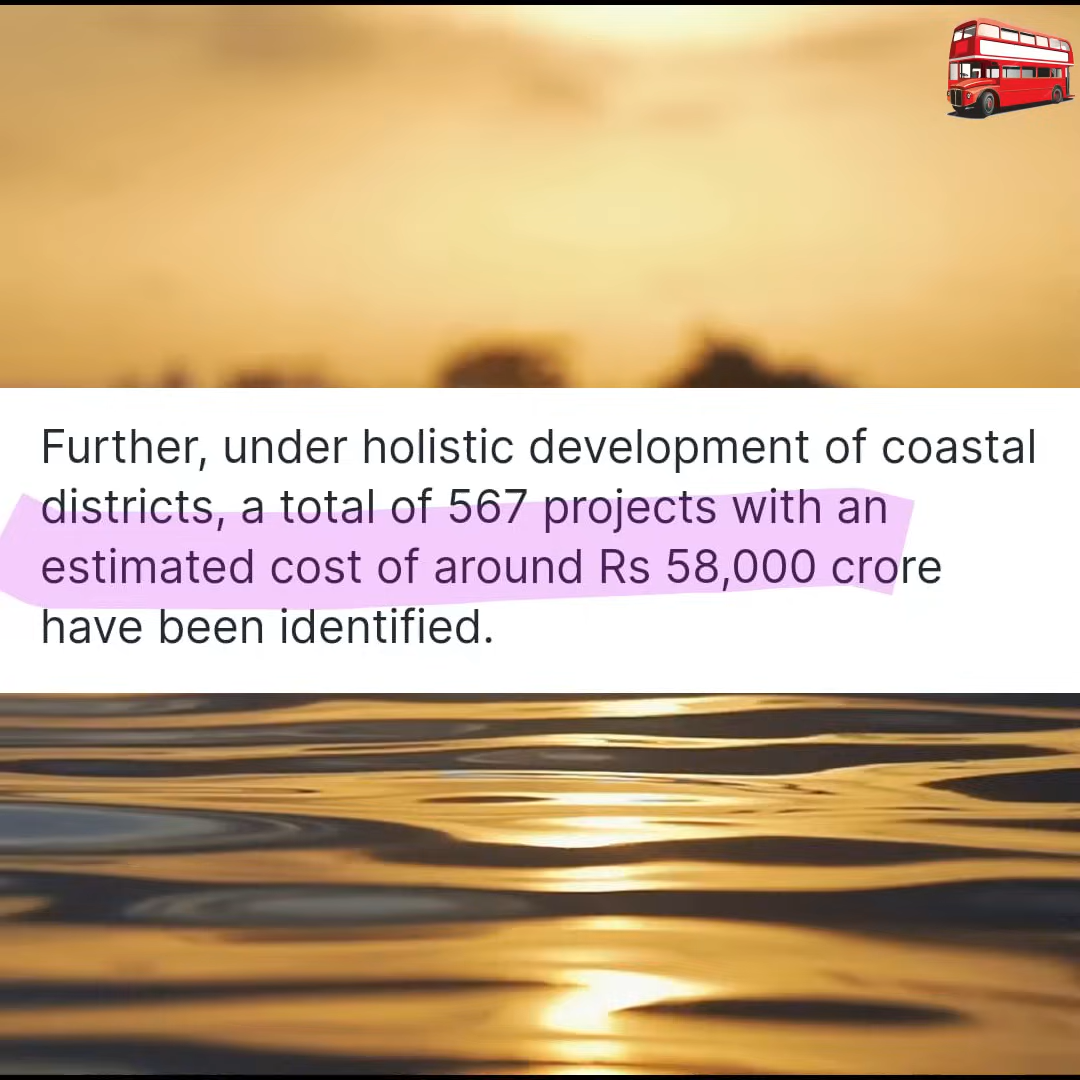 Further, under holistic development of coastal
districts, a total of 567 projects with an
estimated cost of around Rs 58,000 crore
have been identified.